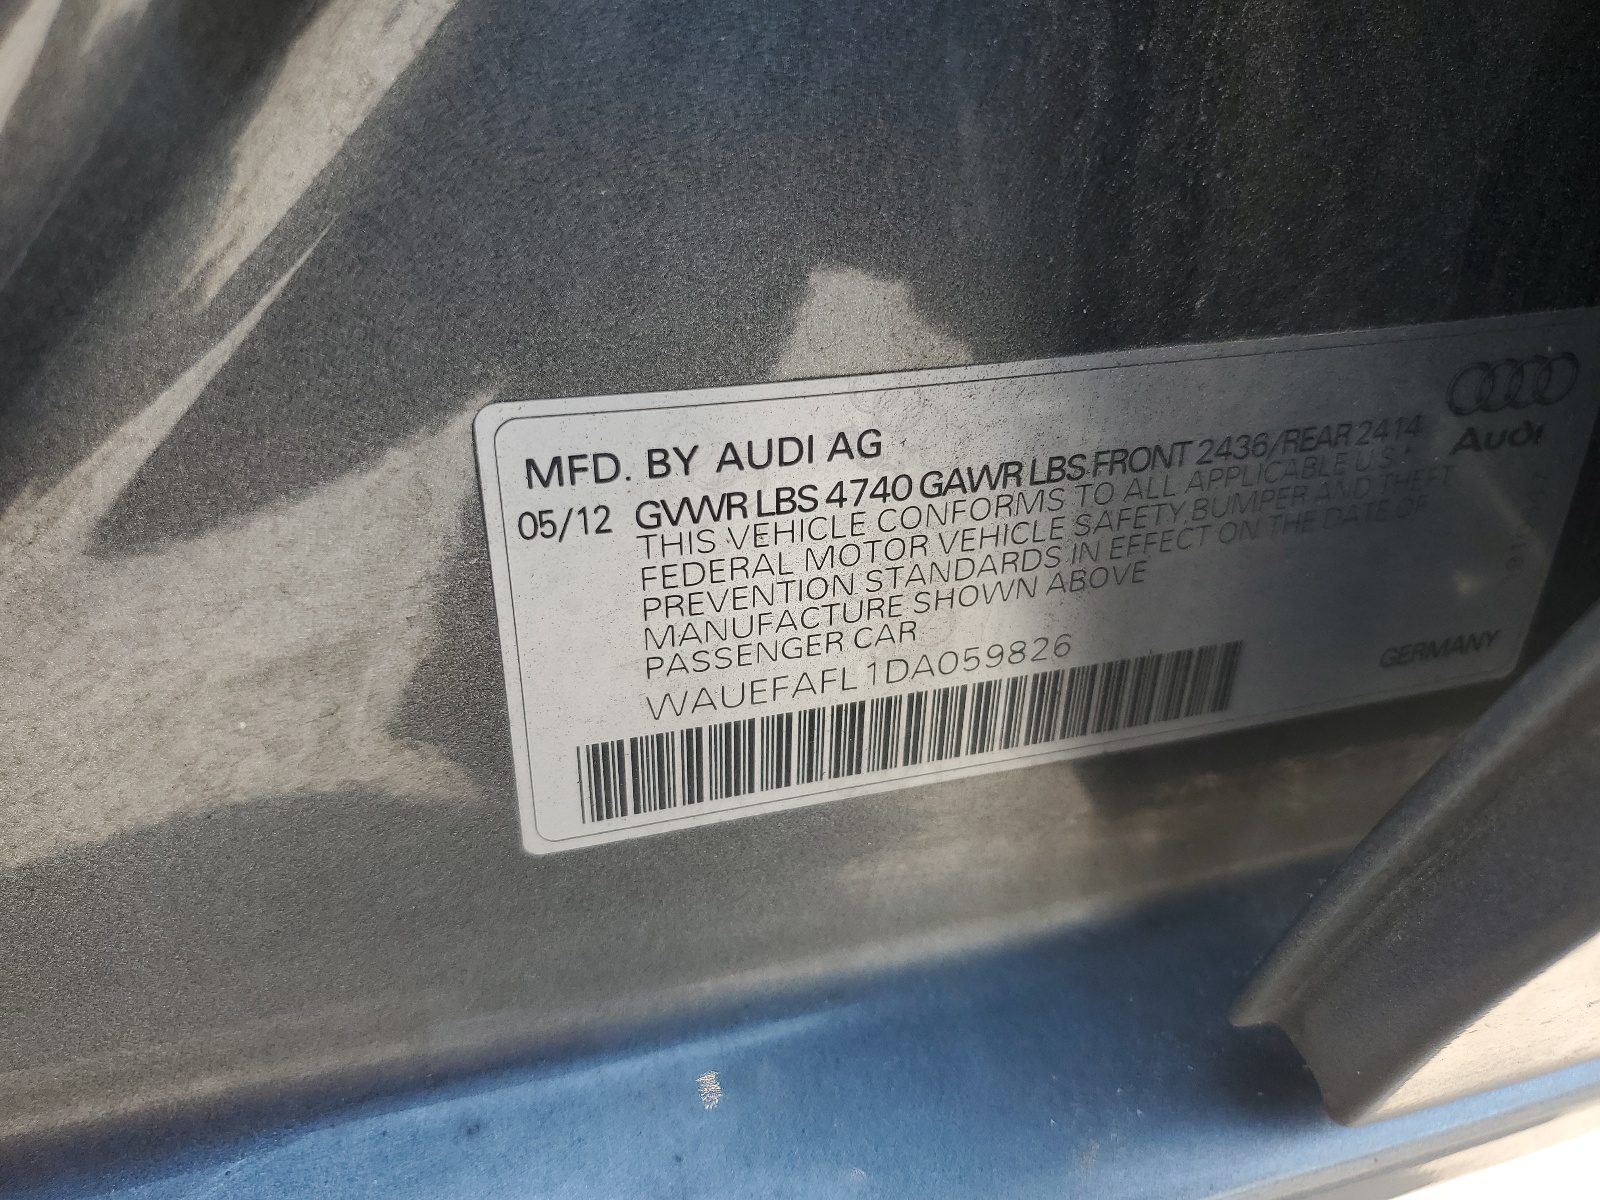 MFD. BY AUDI AG
05/12 GVWR LBS 4740 GAWR LBS FRONT 2436/REAR 2414
THIS VEHICLE CONFORMS TO ALL APPLICABLE U.S.
FEDERAL MOTOR VEHICLE SAFETY,BUMPER AND THEFT
PREVENTION STANDARDS IN EFFECT ON THE DATE OF
MANUFACTURE SHOWN ABOVE
PASSENGER CAR
WAUEFAFL1DA059826
Audi
GERMANY